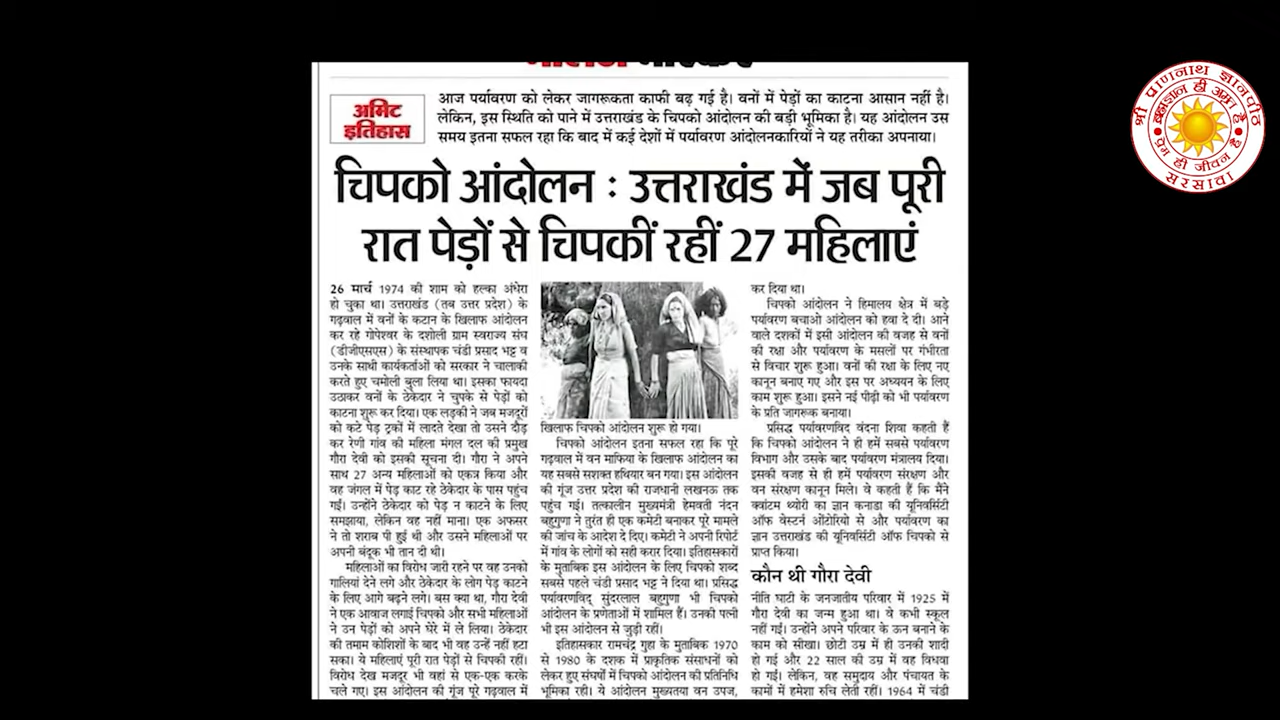 अमिट
इतिहास
आज पर्यावरण को लेकर जागरूकता काफी बढ़ गई है। वनों में पेड़ों का काटना आसान नहीं है।
लेकिन, इस स्थिति को पाने में उत्तराखंड के चिपको आंदोलन की बड़ी भूमिका है। यह आंदोलन उस
समय इतना सफल रहा कि बाद में कई देशों में पर्यावरण आंदोलनकारियों ने यह तरीका अपनाया।
चिपको आंदोलन : उत्तराखंड में जब पूरी
रात पेड़ों से चिपकीं रहीं 27 महिलाएं
26 मार्च 1974 की शाम को हल्का अंधेरा
हो चुका था। उत्तराखंड (तब उत्तर प्रदेश) के
गढ़वाल में वनों के कटान के खिलाफ आंदोलन
कर रहे गोपेश्वर के दशोली ग्राम स्वराज्य संघ
(डीजीएसएस) के संस्थापक चंडी प्रसाद भट्ट व
उनके साथी कार्यकर्ताओं को सरकार ने चालाकी
करते हुए चमोली बुला लिया था। इसका फायदा
उठाकर वनों के ठेकेदार ने चुपके से पेड़ों को
काटना शुरू कर दिया। एक लड़की ने जब मजदूरों
को कटे पेड़ ट्रकों में लादते देखा तो उसने दौड़
कर रेणी गांव की महिला मंगल दल की प्रमुख
गौरा देवी को इसकी सूचना दी। गौरा ने अपने
साथ 27 अन्य महिलाओं को एकत्र किया और
वह जंगल में पेड़ काट रहे ठेकेदार के पास पहुंच
गईं। उन्होंने ठेकेदार को पेड़ न काटने के लिए
समझाया, लेकिन वह नहीं माना। एक अफसर
ने तो शराब पी हुई थी और उसने महिलाओं पर
अपनी बंदूक भी तान दी थी।
महिलाओं का विरोध जारी रहने पर वह उनको
गालियां देने लगे और ठेकेदार के लोग पेड़ काटने
के लिए आगे बढ़ने लगे। बस क्या था, गौरा देवी
ने एक आवाज लगाई चिपको और सभी महिलाओं
ने उन पेड़ों को अपने घेरे में ले लिया। ठेकेदार
की तमाम कोशिशों के बाद भी वह उन्हें नहीं हटा
सका। ये महिलाएं पूरी रात पेड़ों से चिपकी रहीं।
विरोध देख मजदूर भी वहां से एक-एक करके
चले गए। इस आंदोलन की गूंज पूरे गढ़वाल में
खिलाफ चिपको आंदोलन शुरू हो गया।
चिपको आंदोलन इतना सफल रहा कि पूरे
गढ़वाल में वन माफिया के खिलाफ आंदोलन का
यह सबसे सशक्त हथियार बन गया। इस आंदोलन
की गूंज उत्तर प्रदेश की राजधानी लखनऊ तक
पहुंच गई। तत्कालीन मुख्यमंत्री हेमवती नंदन
बहुगुणा ने तुरंत ही एक कमेटी बनाकर पूरे मामले
की जांच के आदेश दे दिए। कमेटी ने अपनी रिपोर्ट
में गांव के लोगों को सही करार दिया। इतिहासकारों
के मुताबिक इस आंदोलन के लिए चिपको शब्द
सबसे पहले चंडी प्रसाद भट्ट ने दिया था। प्रसिद्ध
पर्यावरणविद् सुंदरलाल बहुगुणा भी चिपको
आंदोलन के प्रणेताओं में शामिल हैं। उनकी पत्नी
भी इस आंदोलन से जुड़ी रहीं।
इतिहासकार रामचंद्र गुहा के मुताबिक 1970
से 1980 के दशक में प्राकृतिक संसाधनों को
लेकर हुए संघर्षों में चिपको आंदोलन की प्रतिनिधि
भूमिका रही। ये आंदोलन मुख्यतया वन उपज,
कर दिया था।
चिपको आंदोलन ने हिमालय क्षेत्र में बड़े
पर्यावरण बचाओ आंदोलन को हवा दे दी। आने
वाले दशकों में इसी आंदोलन की वजह से वनों
की रक्षा और पर्यावरण के मसलों पर गंभीरता
से विचार शुरू हुआ। वनों की रक्षा के लिए नए
कानून बनाए गए और इस पर अध्ययन के लिए
काम शुरू हुआ। इसने नई पीढ़ी को भी पर्यावरण
के प्रति जागरूक बनाया।
प्रसिद्ध पर्यावरणविद वंदना शिवा कहती हैं
कि चिपको आंदोलन ने ही हमें सबसे पर्यावरण
विभाग और उसके बाद पर्यावरण मंत्रालय दिया।
इसकी वजह से ही हमें पर्यावरण संरक्षण और
वन संरक्षण कानून मिले। वे कहती हैं कि मैंने
क्वांटम थ्योरी का ज्ञान कनाडा की यूनिवर्सिटी
ऑफ वेस्टर्न ओंटोरियो से और पर्यावरण का
ज्ञान उत्तराखंड की यूनिवर्सिटी ऑफ चिपको से
प्राप्त किया।
कौन थी गौरा देवी
नीति घाटी के जनजातीय परिवार में 1925 में
गौरा देवी का जन्म हुआ था। वे कभी स्कूल
नहीं गईं। उन्होंने अपने परिवार के ऊन बनाने के
काम को सीखा। छोटी उम्र में ही उनकी शादी
हो गई और 22 साल की उम्र में वह विधवा
हो गईं। लेकिन, वह समुदाय और पंचायत के
कामों में हमेशा रुचि लेती रहीं। 1964 में चंडी
श्री प्राणनाथ ज्ञानपीठ
सरसावा
ब्रह्मज्ञान ही अमृत है
प्रेम ही जीवन है